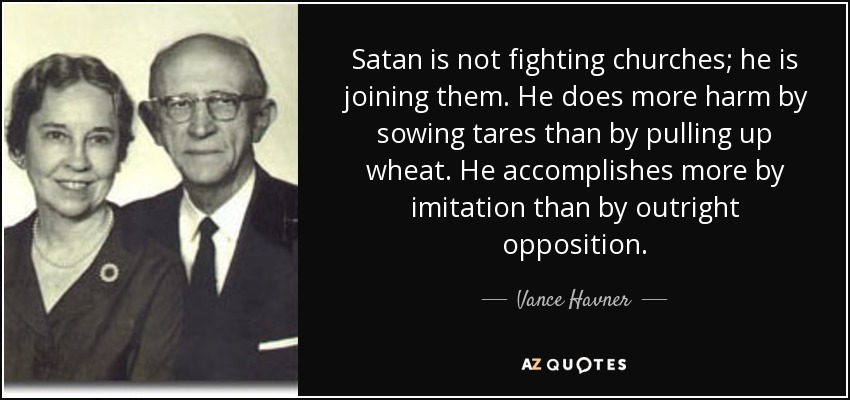 Satan is not fighting churches; he is
joining them. He does more harm by
sowing tares than by pulling up
wheat. He accomplishes more by
imitation than by outright
opposition.
Vance Havner
AZ QUOTES